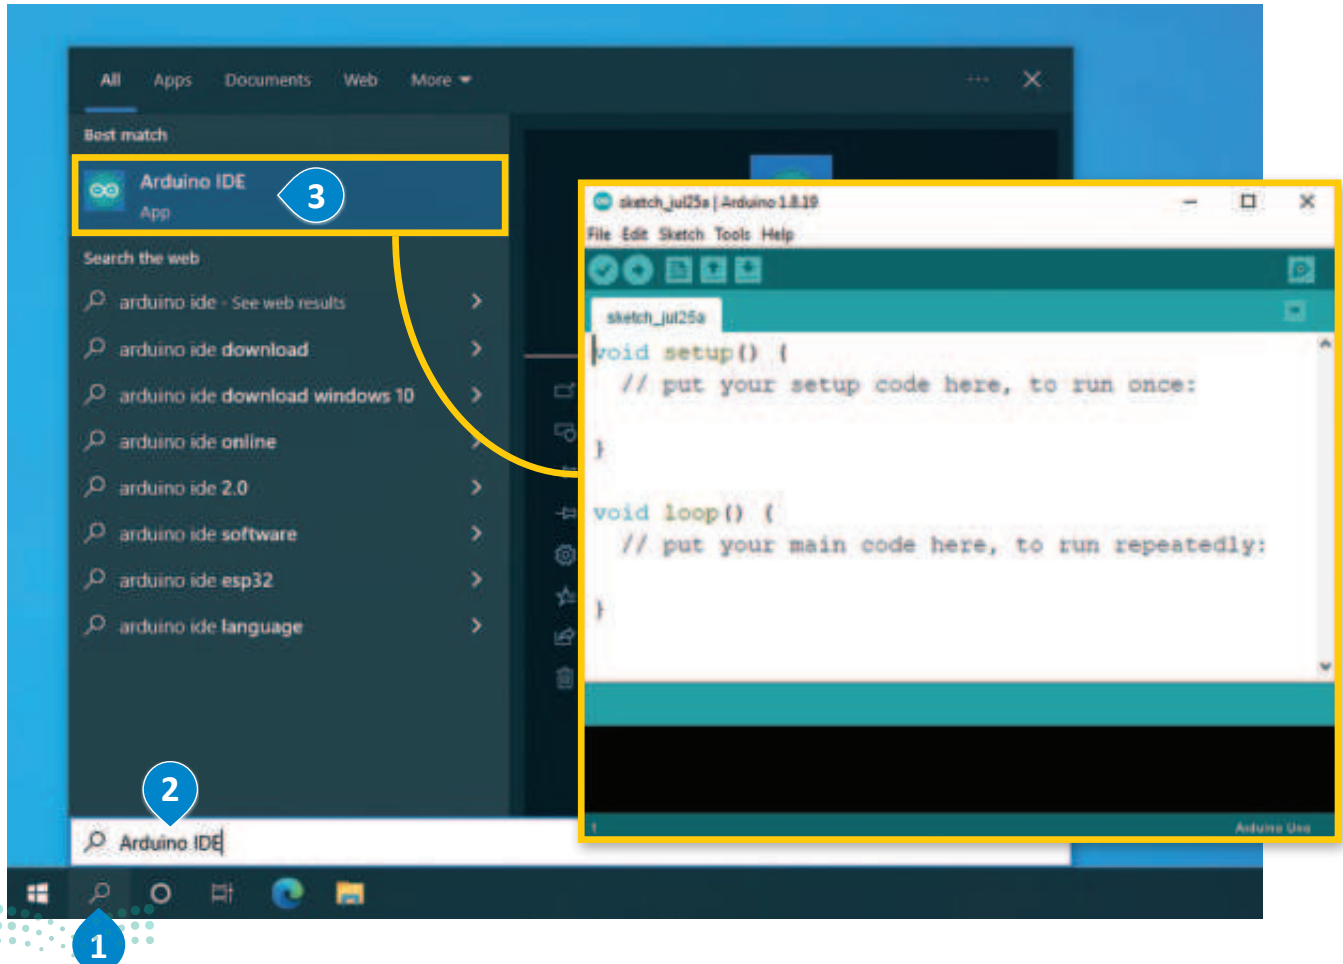 All Apps Documents Web More
Best match
Arduino IDE
App
3
Search the web
arduino ide - See web results
arduino ide download
arduino ide download windows 10
arduino ide online
arduino ide 2.0
arduino ide software
arduino ide esp32
arduino ide language
2
Arduino IDE
1
sketch_jul25a | Arduino 1.8.19
File Edit Sketch Tools Help
sketch_jul25a
void setup() {
// put your setup code here, to run once:
}
void loop() {
// put your main code here, to run repeatedly:
}
1
Arduino Uno